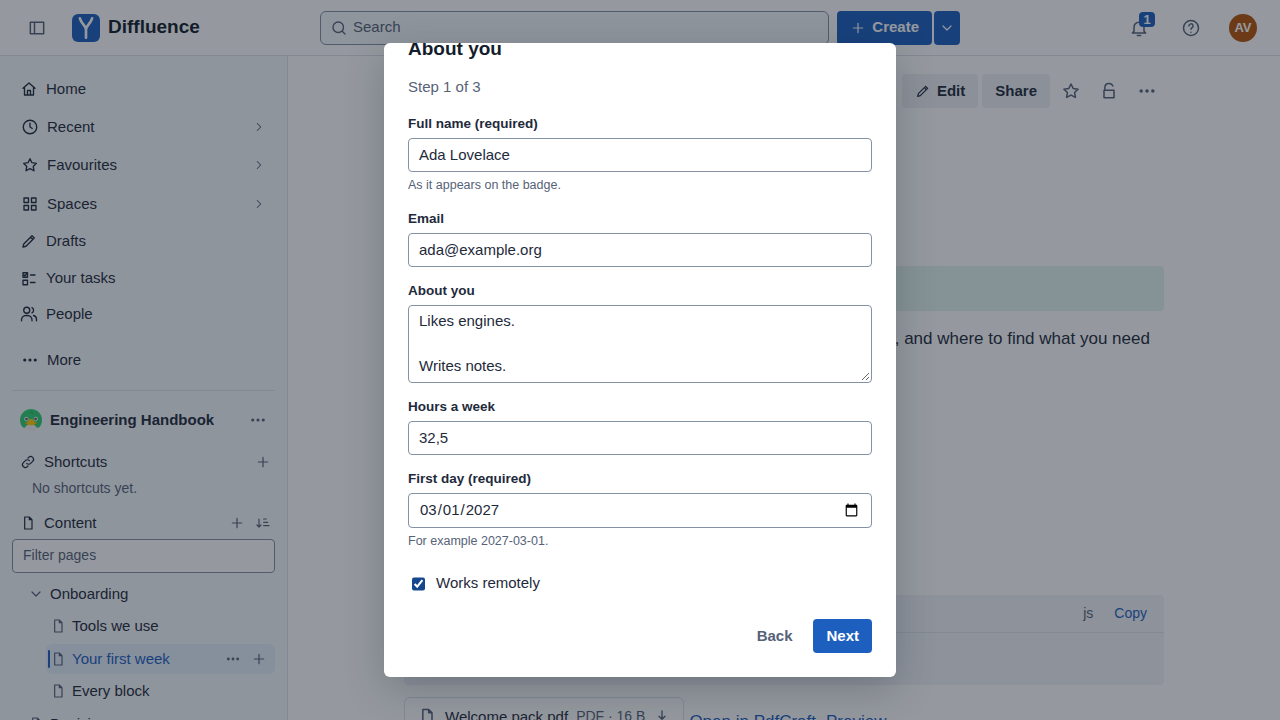 Diffluence
Search
Create
1
AV
Home
Recent
Favourites
Spaces
Drafts
Your tasks
People
More
Engineering Handbook
Shortcuts
No shortcuts yet.
Content
Filter pages
Onboarding
Tools we use
Your first week
Every block
Edit
Share
, and where to find what you need
js
Copy
Welcome pack.pdf PDF · 16 B
Open in PdfCraft Preview
About you
Step 1 of 3
Full name (required)
Ada Lovelace
As it appears on the badge.
Email
ada@example.org
About you
Likes engines.
Writes notes.
Hours a week
32,5
First day (required)
03/01/2027
For example 2027-03-01.
Works remotely
Back
Next